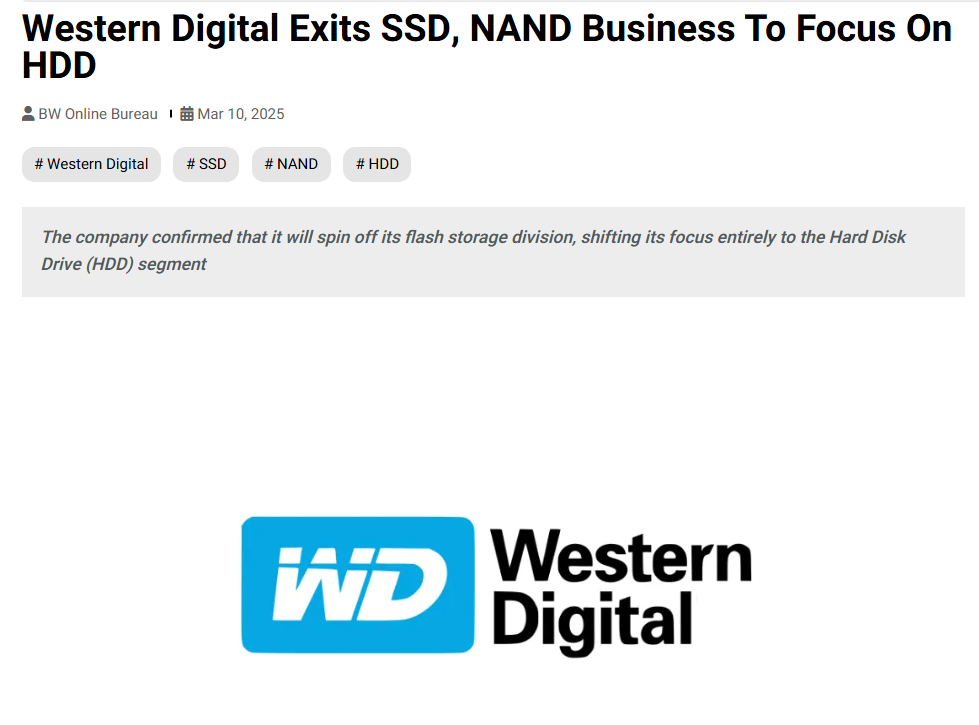 Western Digital Exits SSD, NAND Business To Focus On
HDD
BW Online Bureau
Mar 10, 2025
# Western Digital
# SSD
# NAND
# HDD
The company confirmed that it will spin off its flash storage division, shifting its focus entirely to the Hard Disk
Drive (HDD) segment
WD
Western
Digital